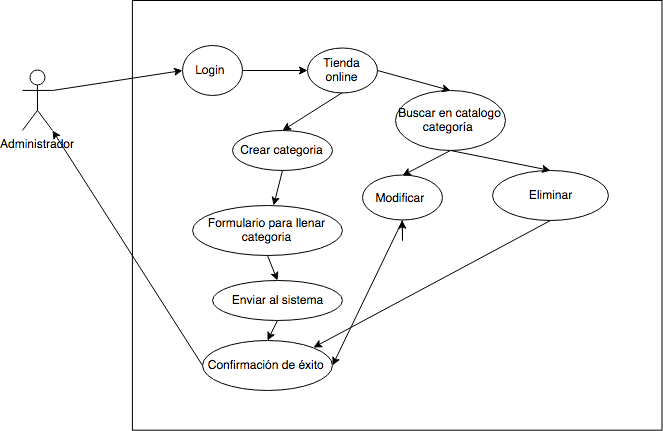 Login
Tienda
online
Administrador
Buscar en catalogo
categoría
Crear categoria
Modificar
Eliminar
Formulario para llenar
categoria
Enviar al sistema
Confirmación de éxito